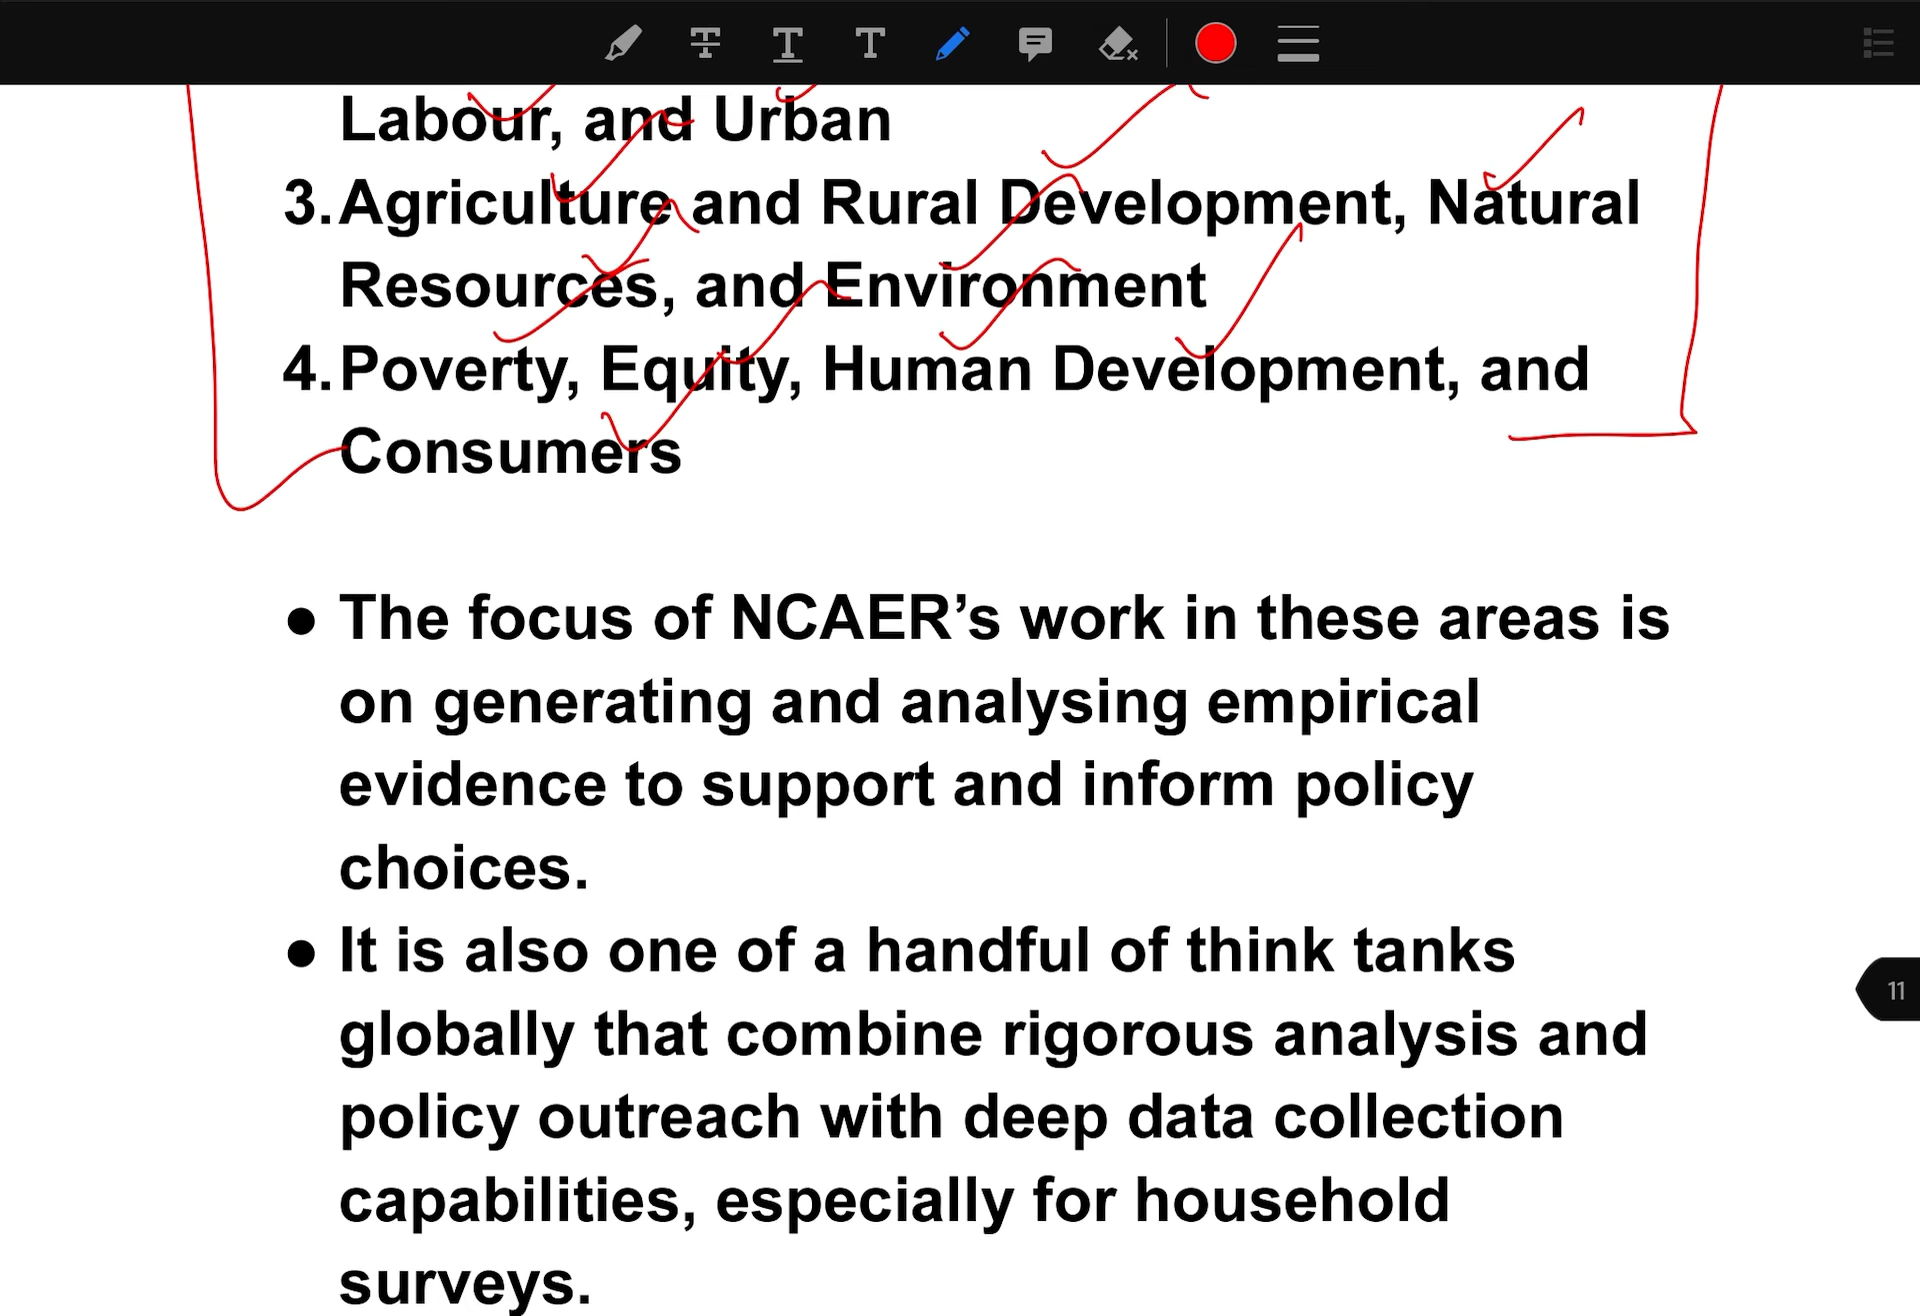 Labour, and Urban
3. Agriculture and Rural Development, Natural
Resources, and Environment
4. Poverty, Equity, Human Development, and
Consumers
● The focus of NCAER’s work in these areas is
on generating and analysing empirical
evidence to support and inform policy
choices.
● It is also one of a handful of think tanks
globally that combine rigorous analysis and
policy outreach with deep data collection
capabilities, especially for household
surveys.
11